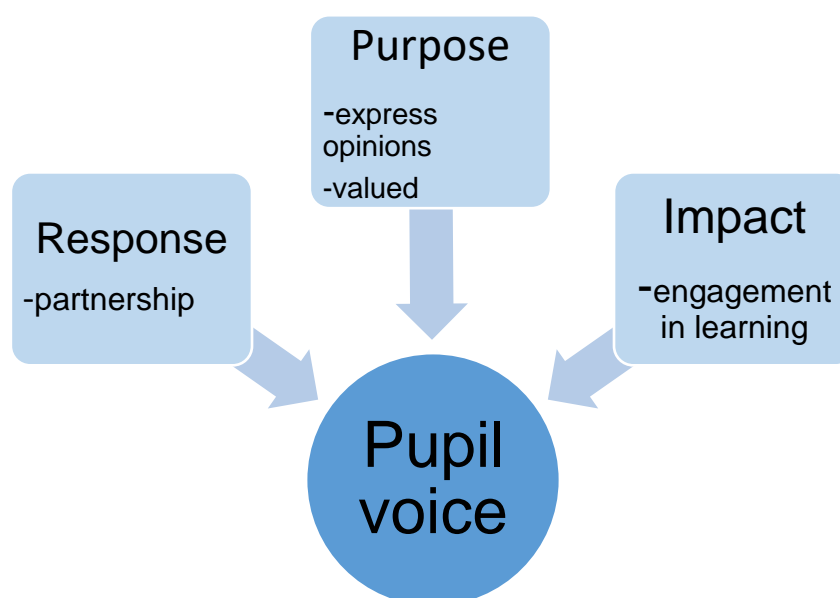 Purpose
-express
opinions
-valued
Response
-partnership
Impact
-engagement
in learning
Pupil
voice